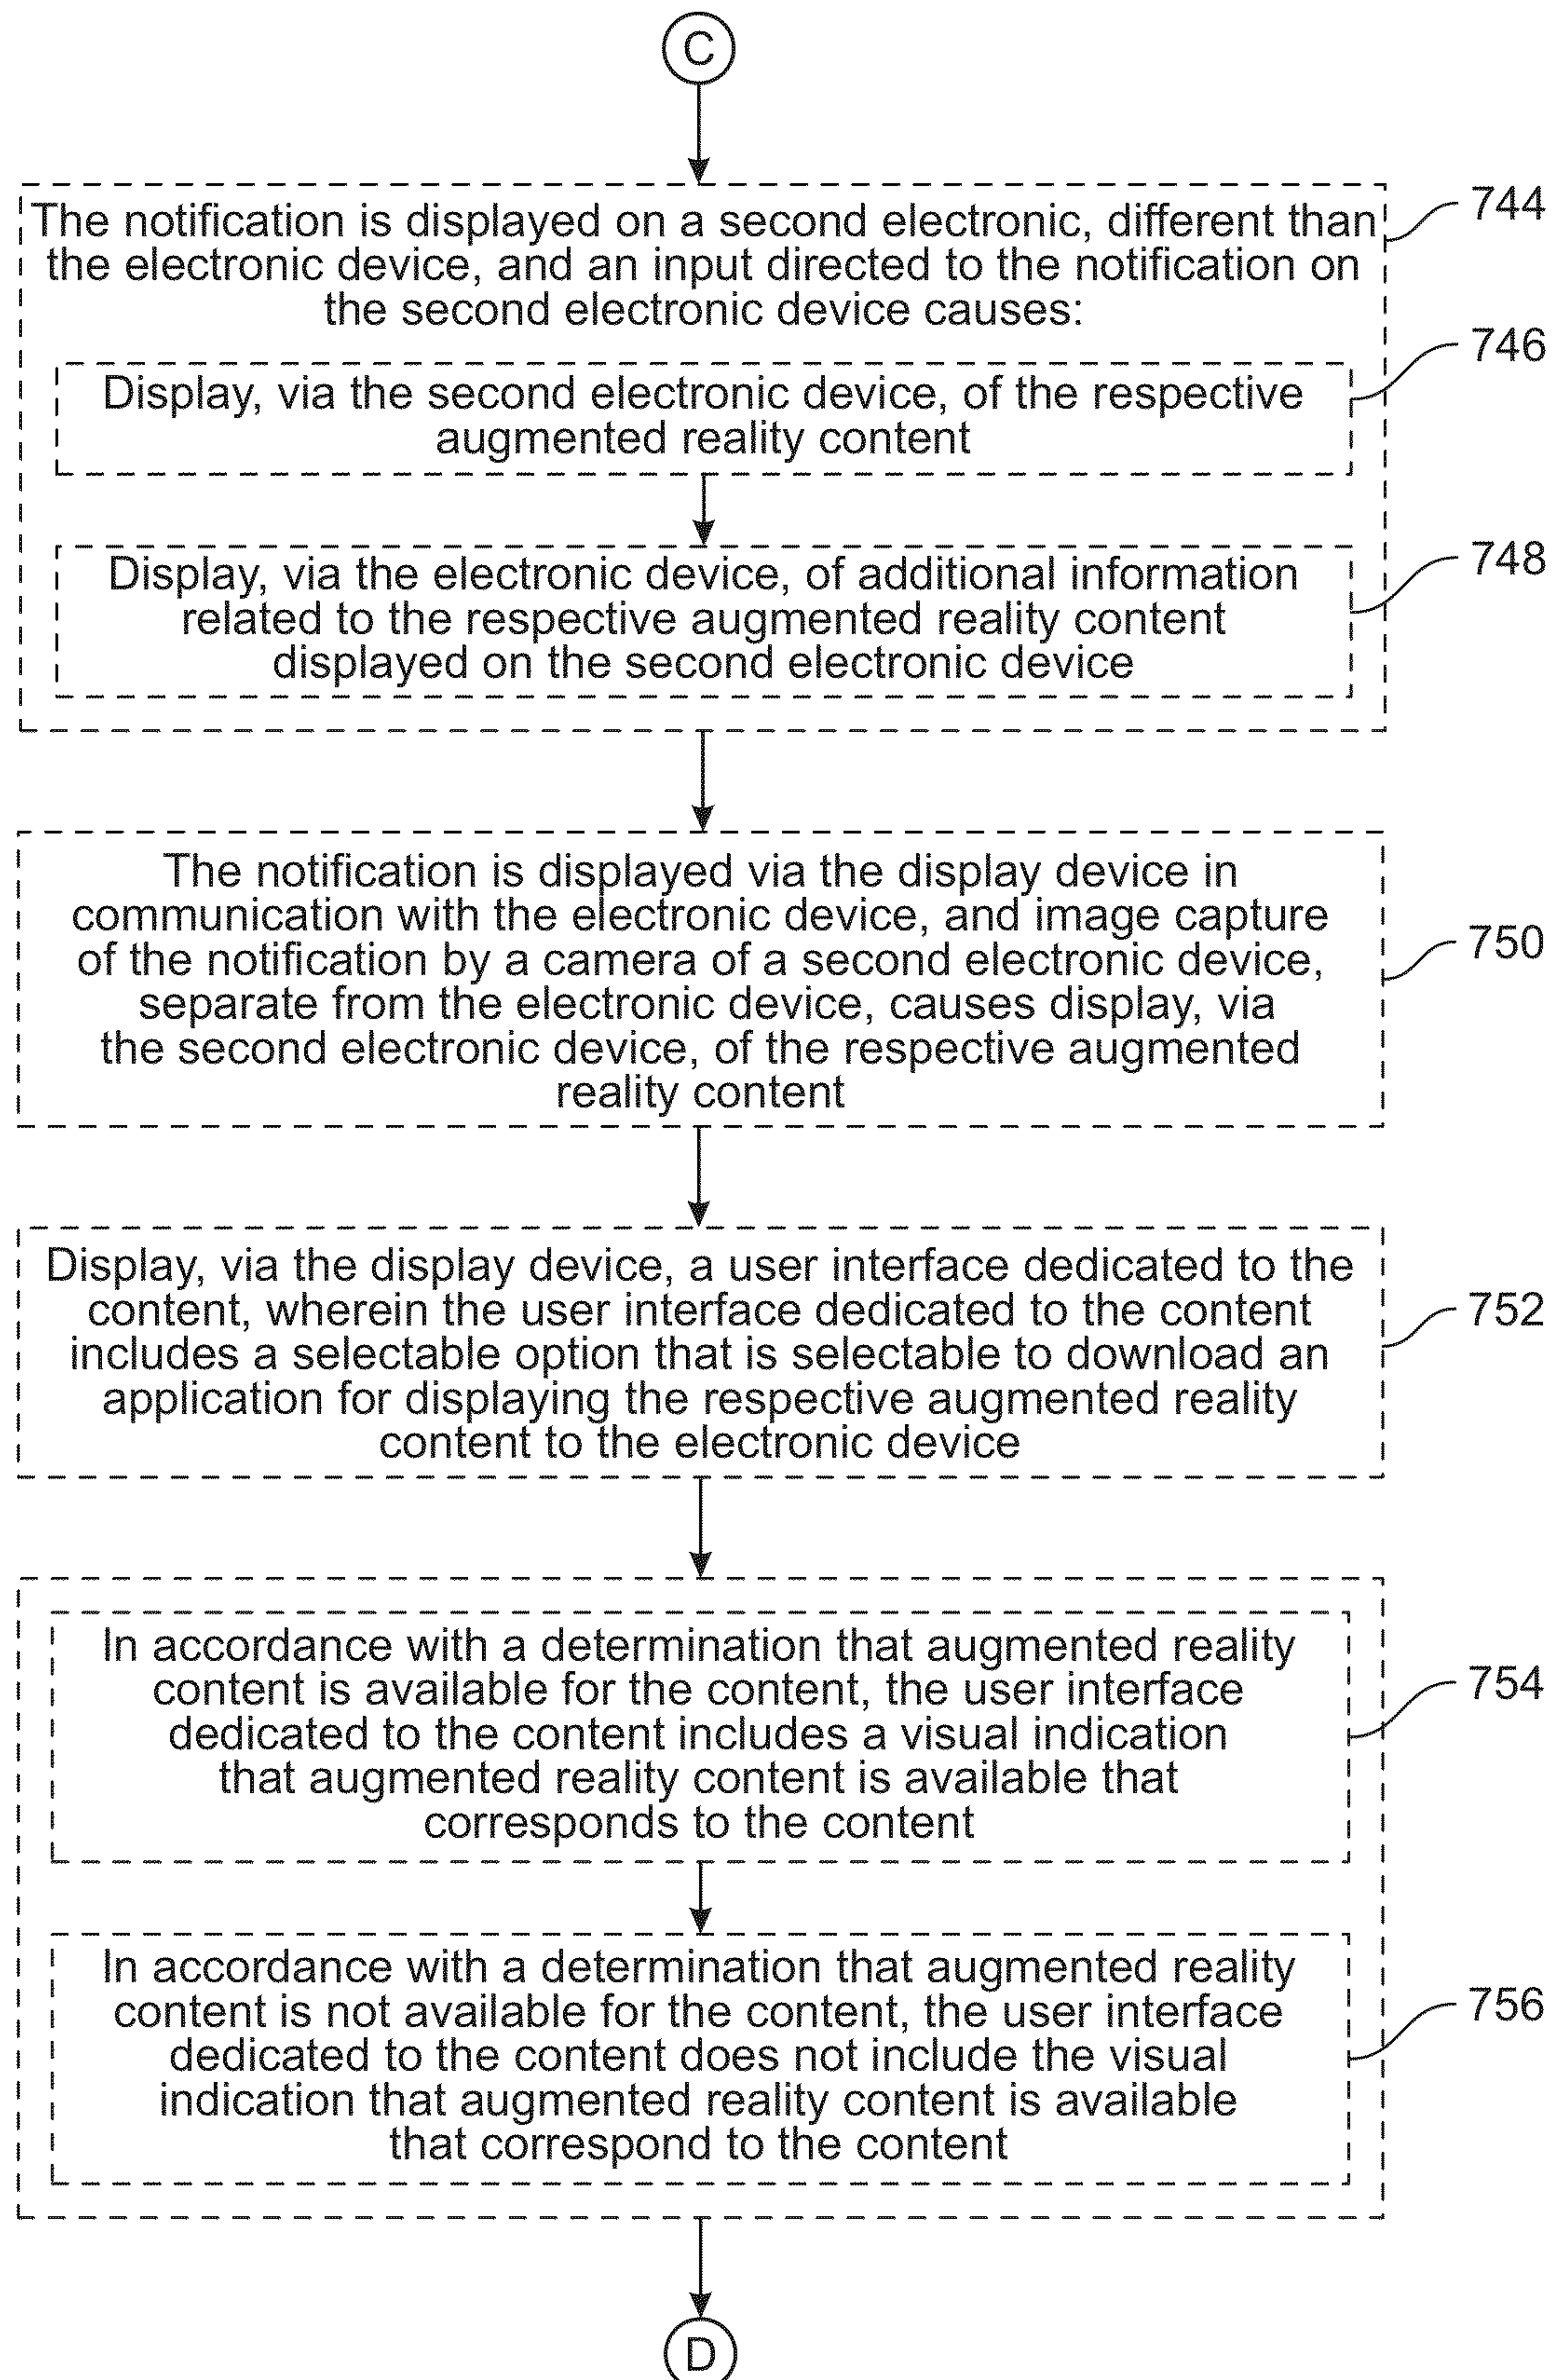 C
The notification is displayed on a second electronic, different than
the electronic device, and an input directed to the notification on
the second electronic device causes:
744
Display, via the second electronic device, of the respective
augmented reality content
746
Display, via the electronic device, of additional information
related to the respective augmented reality content
displayed on the second electronic device
748
The notification is displayed via the display device in
communication with the electronic device, and image capture
of the notification by a camera of a second electronic device,
separate from the electronic device, causes display, via
the second electronic device, of the respective augmented
reality content
750
Display, via the display device, a user interface dedicated to the
content, wherein the user interface dedicated to the content
includes a selectable option that is selectable to download an
application for displaying the respective augmented reality
content to the electronic device
752
In accordance with a determination that augmented reality
content is available for the content, the user interface
dedicated to the content includes a visual indication
that augmented reality content is available that
corresponds to the content
754
In accordance with a determination that augmented reality
content is not available for the content, the user interface
dedicated to the content does not include the visual
indication that augmented reality content is available
that correspond to the content
756
D